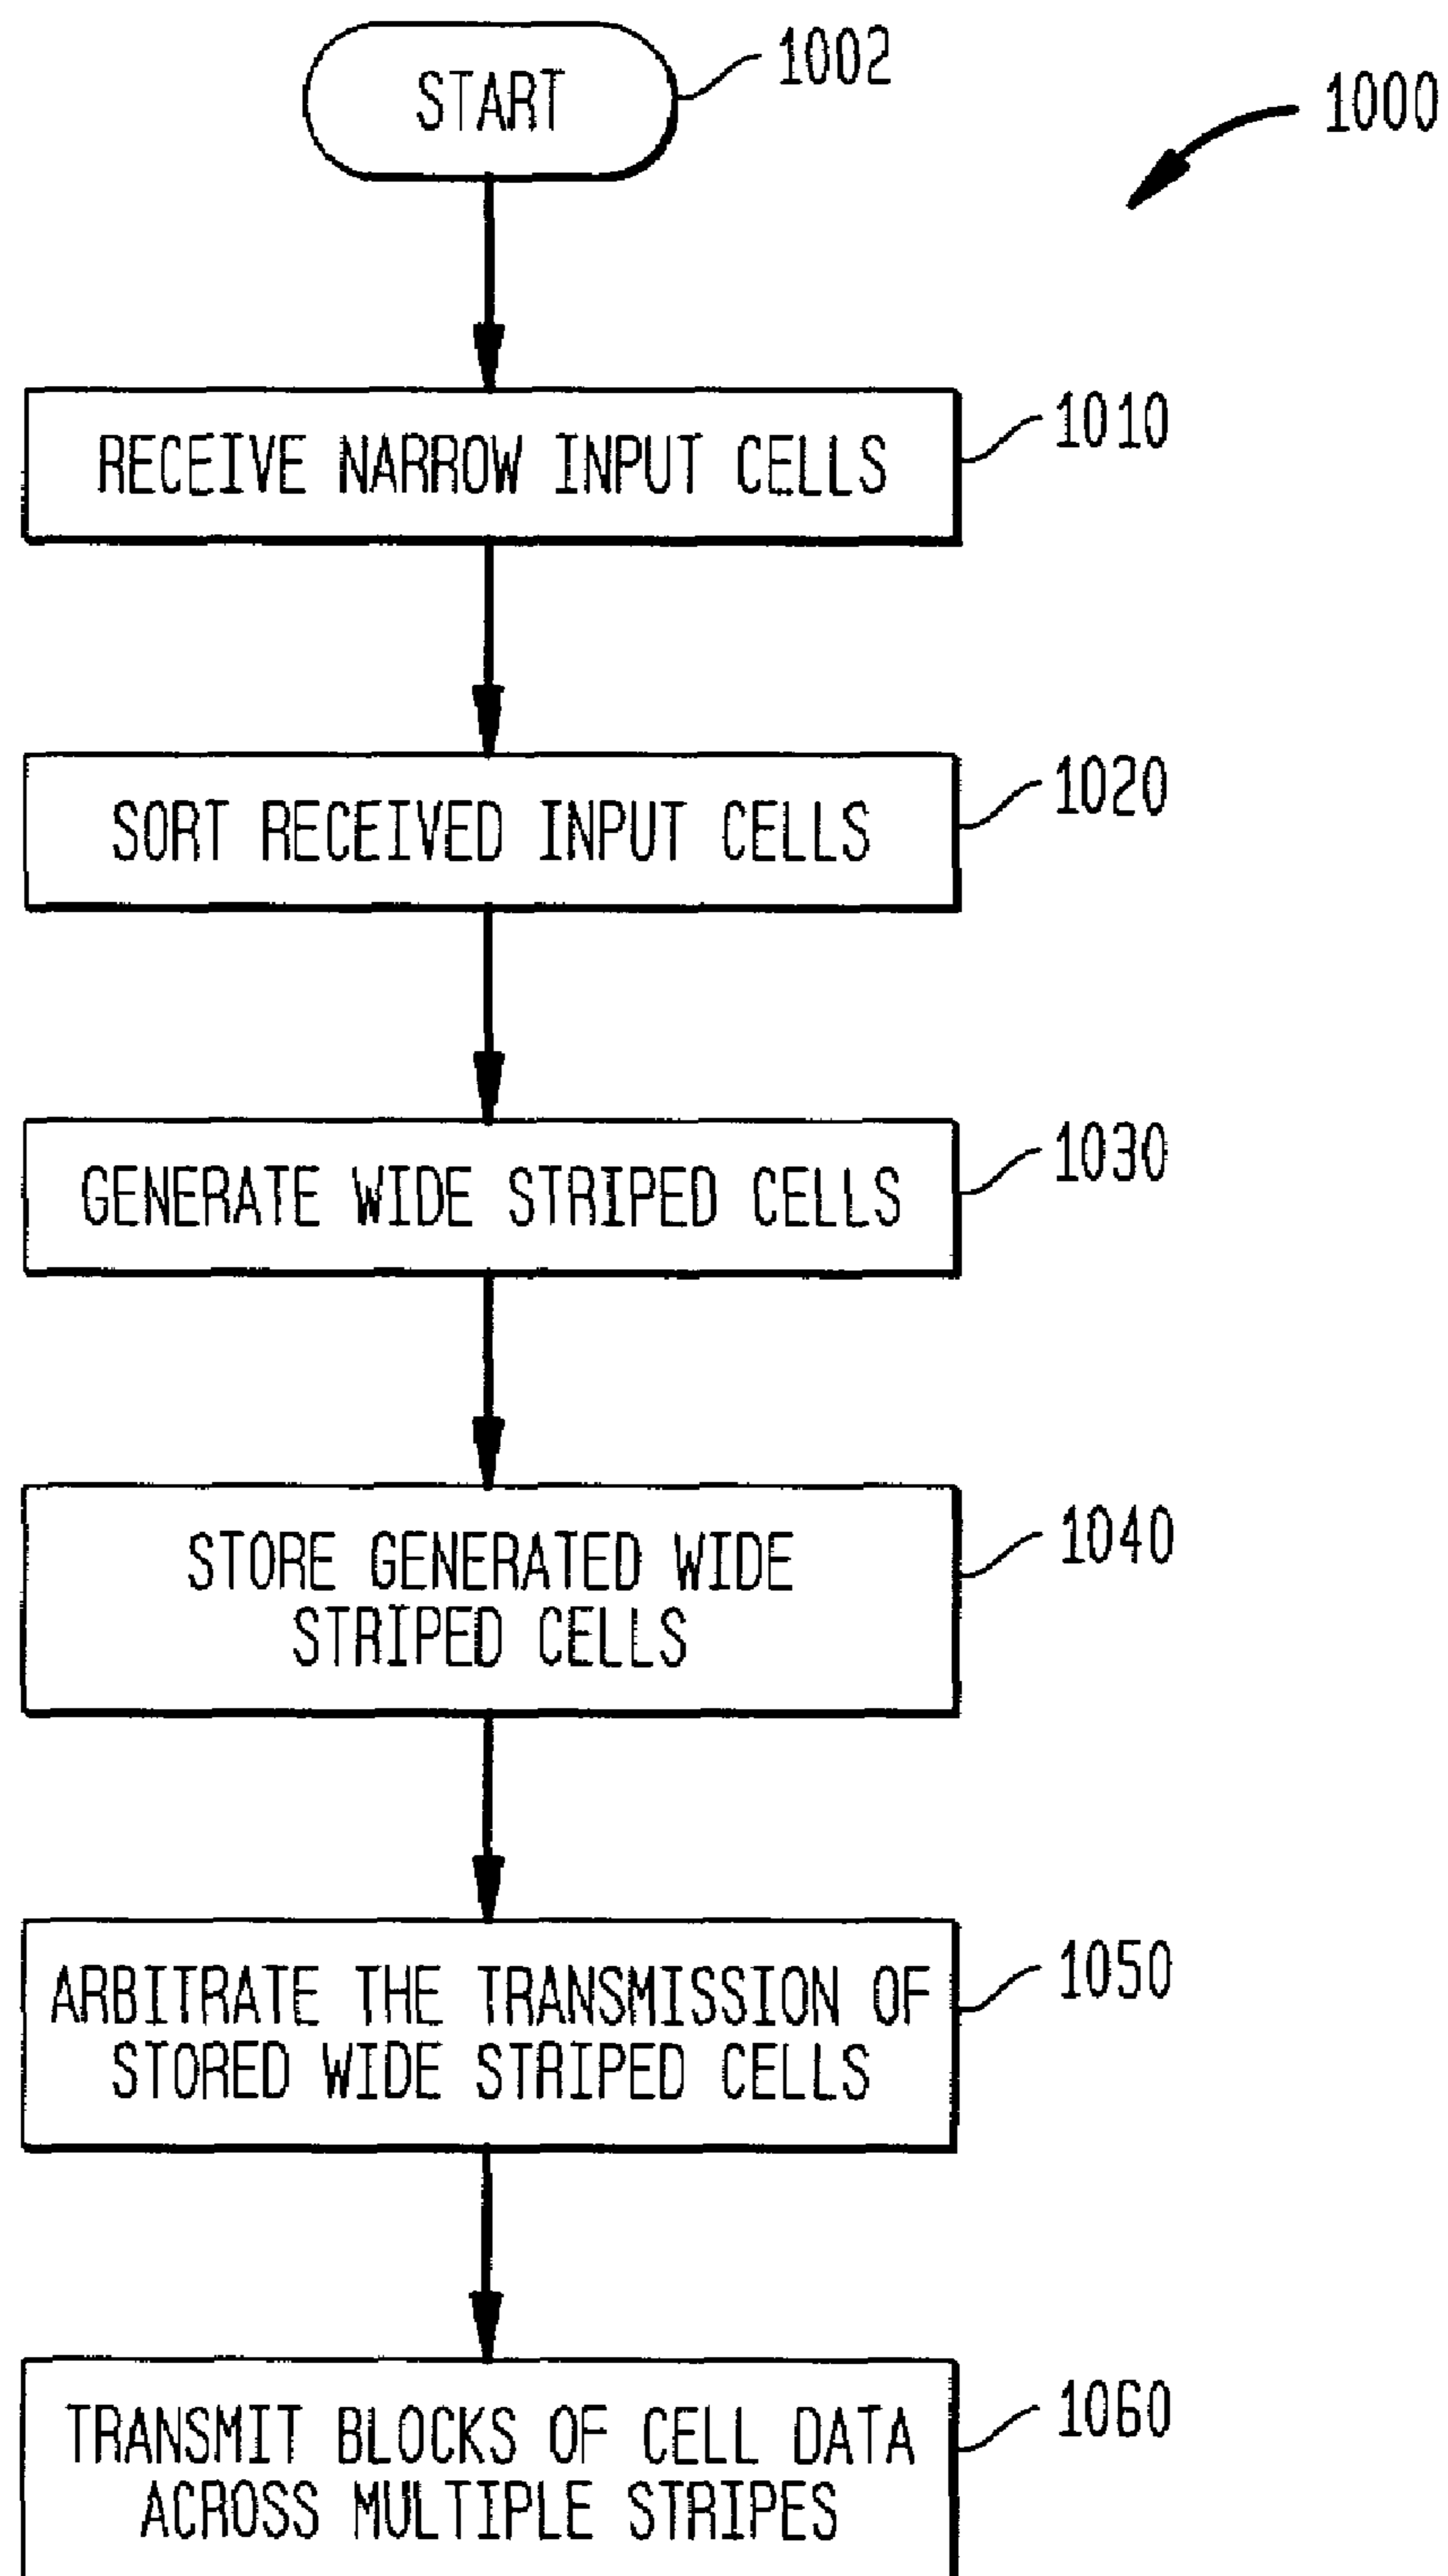 START
1002
1000
RECEIVE NARROW INPUT CELLS
1010
SORT RECEIVED INPUT CELLS
1020
GENERATE WIDE STRIPED CELLS
1030
STORE GENERATED WIDE
STRIPED CELLS
1040
ARBITRATE THE TRANSMISSION OF
STORED WIDE STRIPED CELLS
1050
TRANSMIT BLOCKS OF CELL DATA
ACROSS MULTIPLE STRIPES
1060